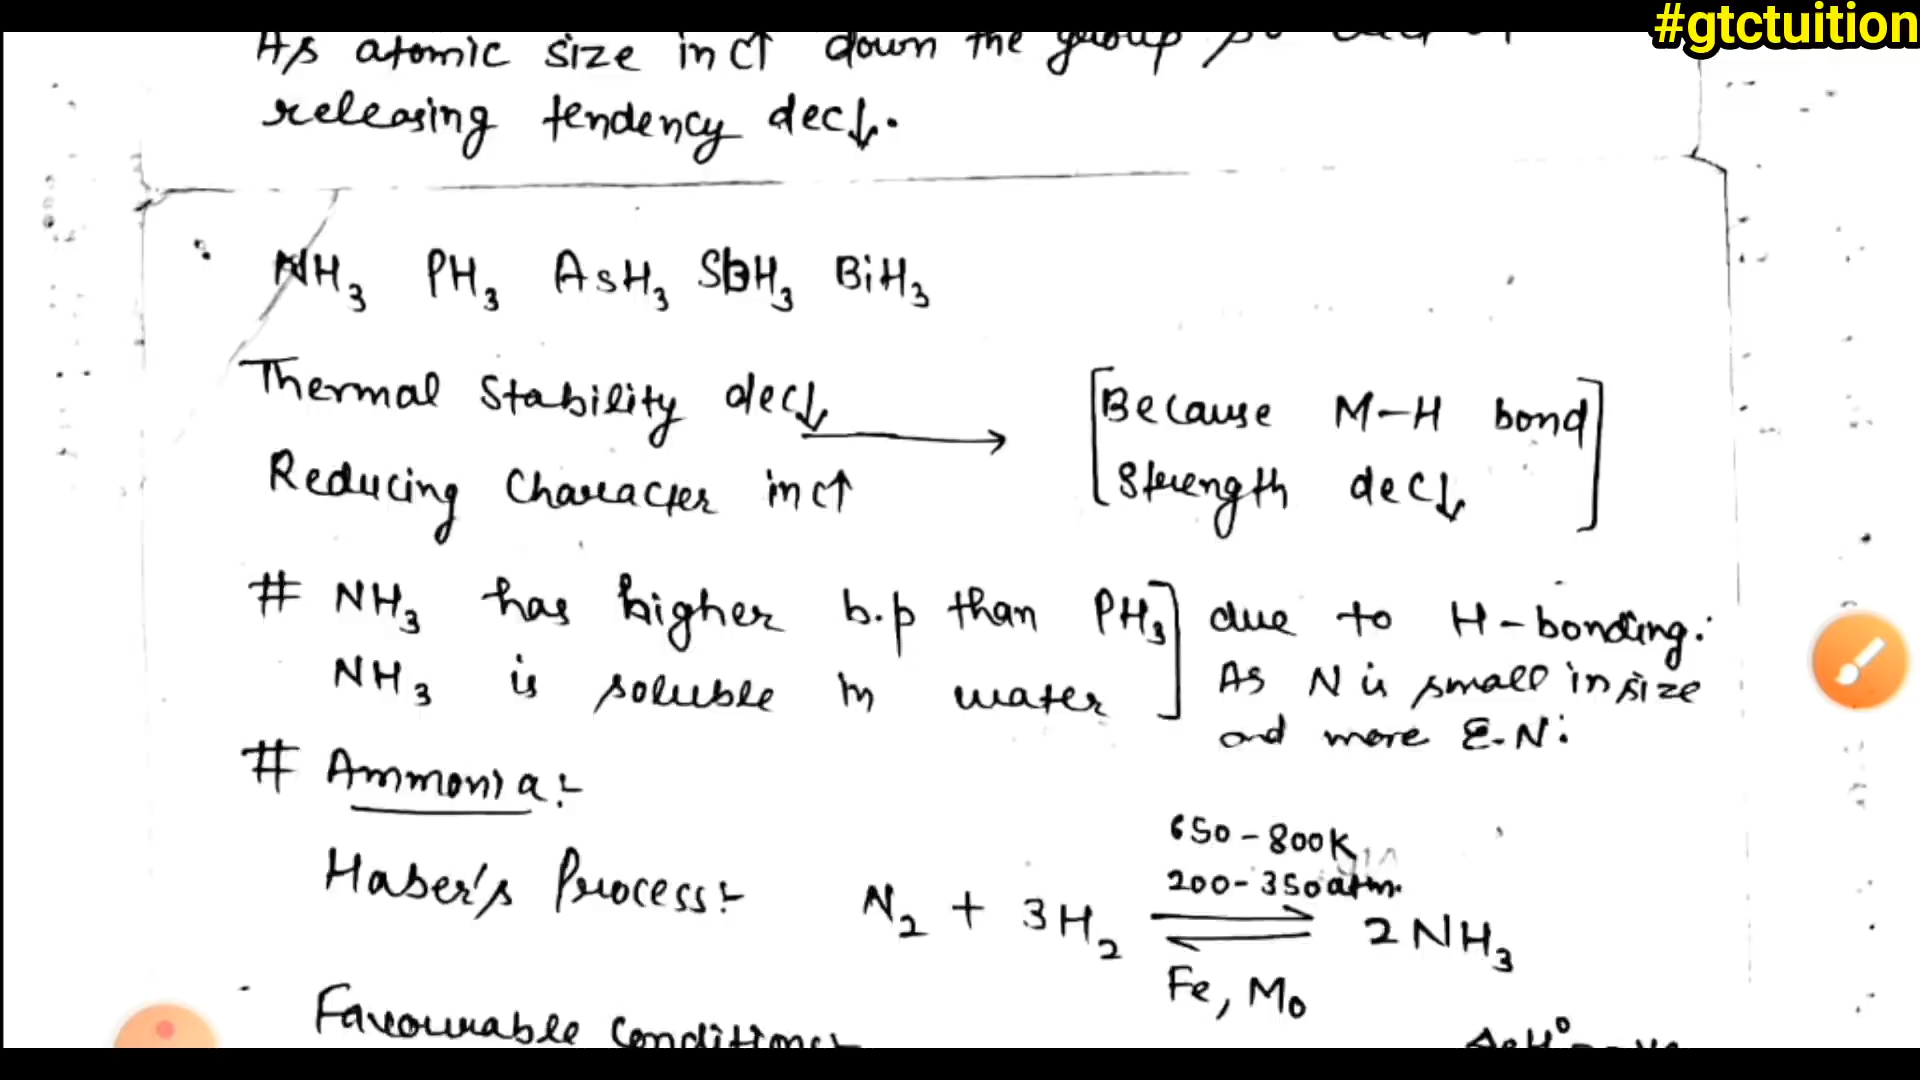 #gtctuition
As atomic size inc↑ down the group so
releasing tendency dec↓.
NH₃ PH₃ AsH₃ SbH₃ BiH₃
Thermal Stability dec↓ → [Because M-H bond
Reducing Character inc↑ Strength dec↓]
# NH₃ has higher b.p than PH₃] due to H-bonding.
NH₃ is soluble in water] As N is small in size
and more E.N.
# Ammonia:-
650-800K
200-350atm.
Haber's Process:- N₂ + 3H₂ ⇌ 2NH₃
Fe, Mo
Favourable Conditions:-